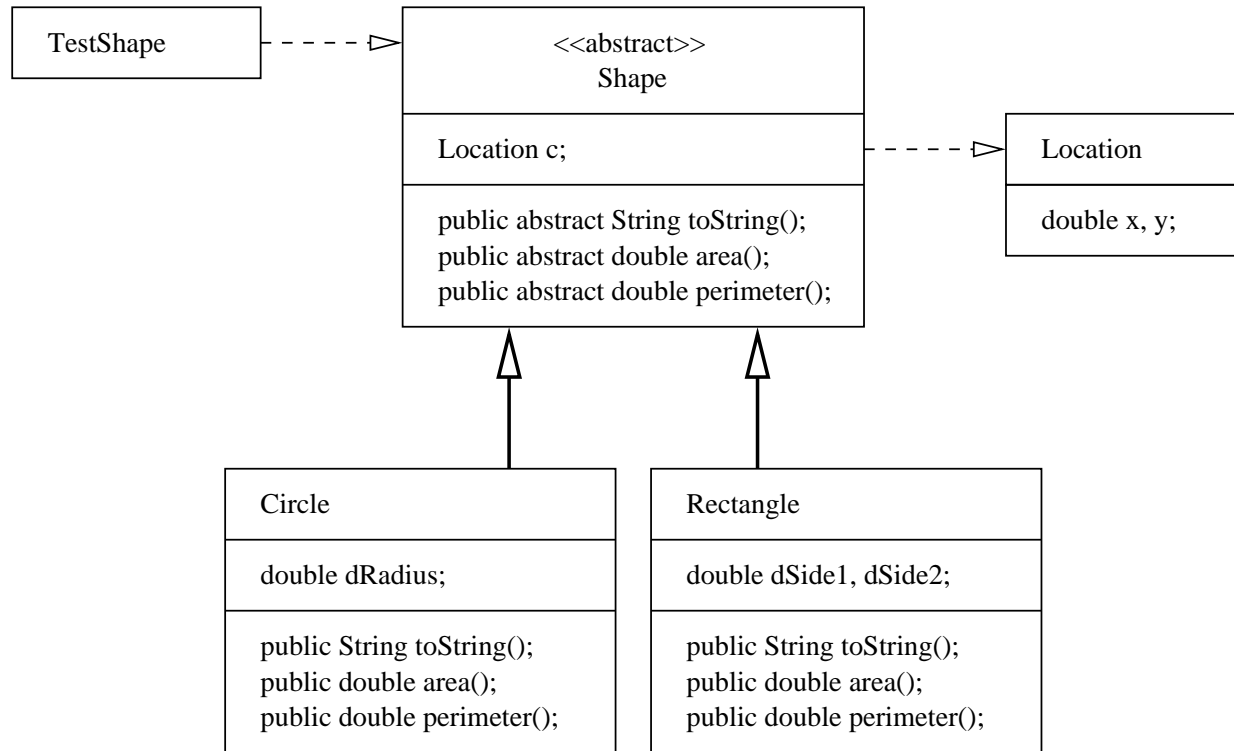 TestShape
<<abstract>>
Shape
Location c;
public abstract String toString();
public abstract double area();
public abstract double perimeter();
Location
double x, y;
Circle
double dRadius;
public String toString();
public double area();
public double perimeter();
Rectangle
double dSide1, dSide2;
public String toString();
public double area();
public double perimeter();